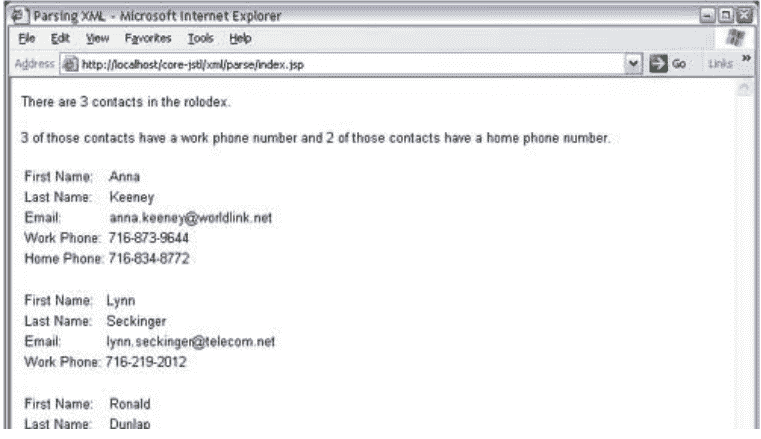 Parsing XML - Microsoft Internet Explorer
File Edit View Favorites Tools Help
Address http://localhost/core-jstl/xml/parse/index.jsp Go Links »
There are 3 contacts in the rolodex.
3 of those contacts have a work phone number and 2 of those contacts have a home phone number.
First Name: Anna
Last Name: Keeney
Email: anna.keeney@worldlink.net
Work Phone: 716-873-9644
Home Phone: 716-834-8772
First Name: Lynn
Last Name: Seckinger
Email: lynn.seckinger@telecom.net
Work Phone: 716-219-2012
First Name: Ronald
Last Name: Dunlap